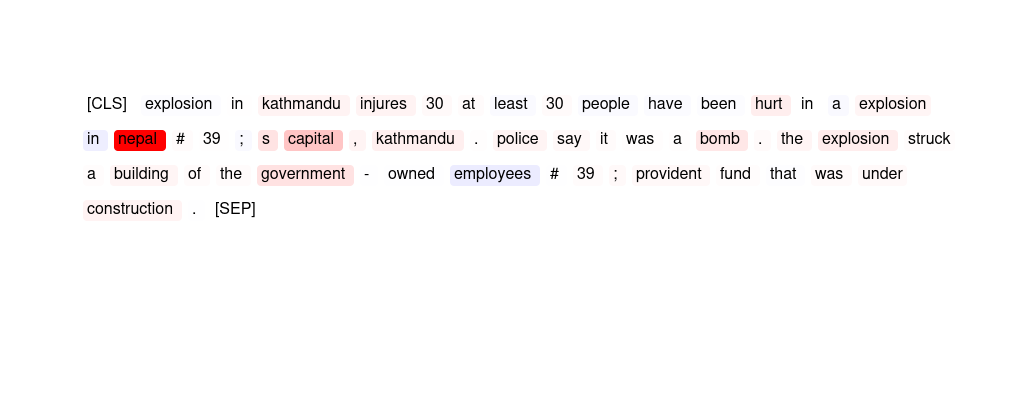 [CLS] explosion in kathmandu injures 30 at least 30 people have been hurt in a explosion
in nepal # 39 ; s capital , kathmandu . police say it was a bomb . the explosion struck
a building of the government - owned employees # 39 ; provident fund that was under
construction . [SEP]